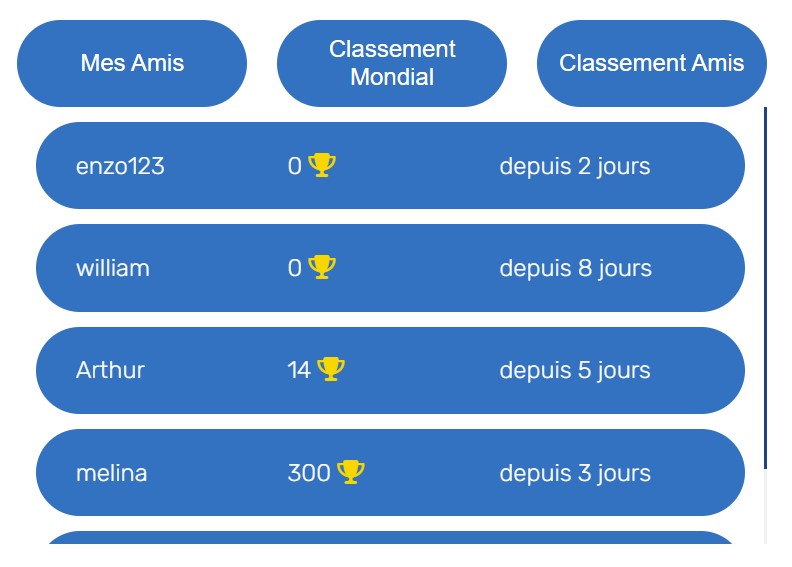 Mes Amis
Classement
Mondial
Classement Amis
enzo123 0 depuis 2 jours
william 0 depuis 8 jours
Arthur 14 depuis 5 jours
melina 300 depuis 3 jours